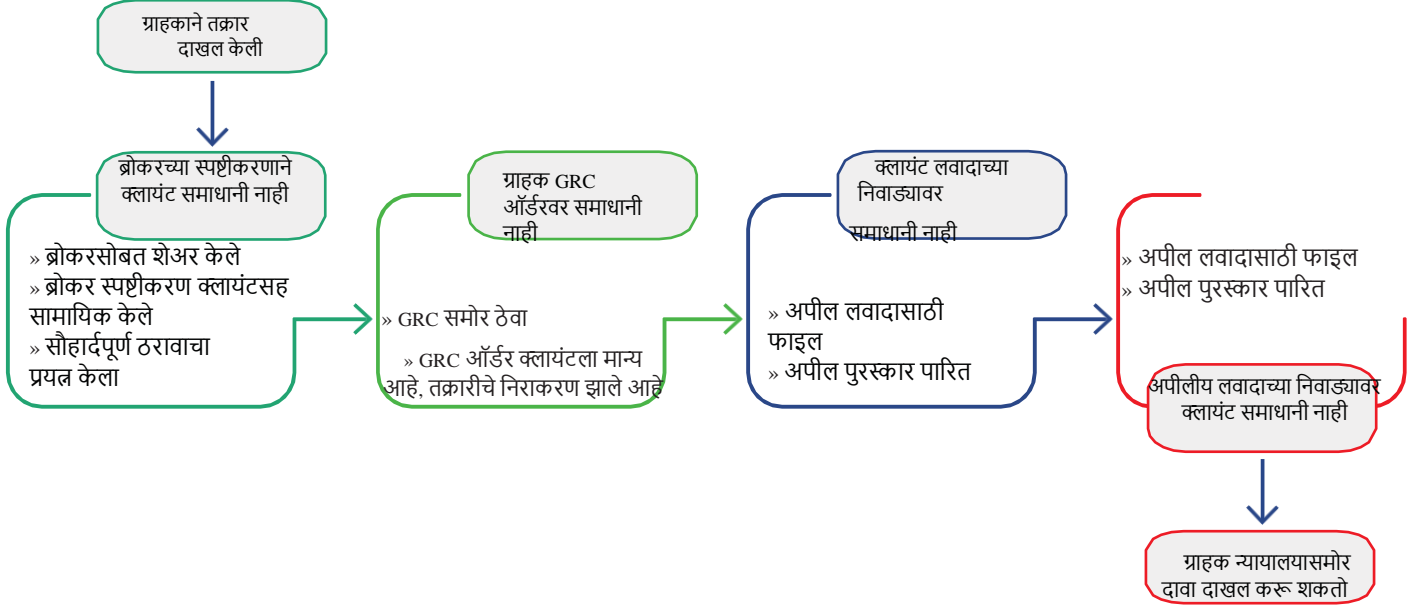 ग्राहकाने तक्रार
दाखल केली
ब्रोकरच्या स्पष्टीकरणाने
क्लायंट समाधानी नाही
» ब्रोकरसोबत शेअर केले
» ब्रोकर स्पष्टीकरण क्लायंटसह
सामायिक केले
» सौहार्दपूर्ण ठरावाचा
प्रयत्न केला
ग्राहक GRC
ऑर्डरवर समाधानी
नाही
» GRC समोर ठेवा
» GRC ऑर्डर क्लायंटला मान्य
आहे, तक्रारीचे निराकरण झाले आहे
क्लायंट लवादाच्या
निवाड्यावर
समाधानी नाही
» अपील लवादासाठी
फाइल
» अपील पुरस्कार पारित
» अपील लवादासाठी फाइल
» अपील पुरस्कार पारित
अपीलीय लवादाच्या निवाड्यावर
क्लायंट समाधानी नाही
ग्राहक न्यायालयासमोर
दावा दाखल करू शकतो